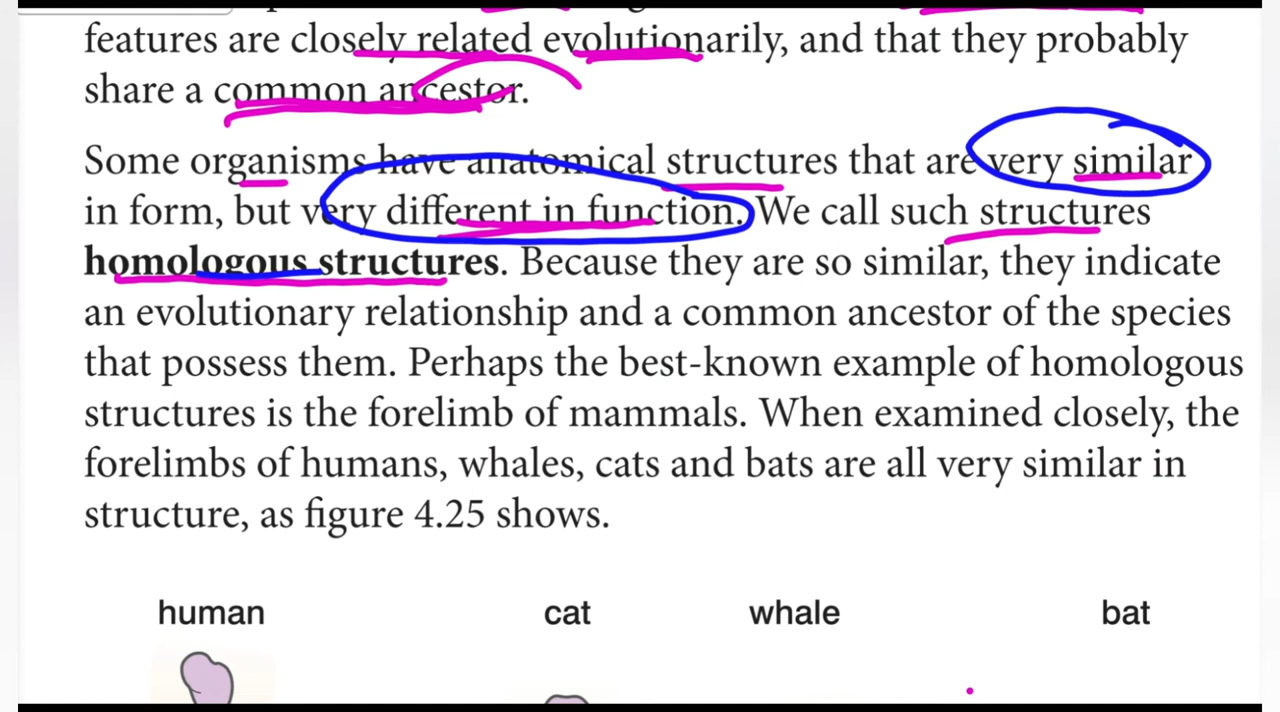 features are closely related evolutionarily, and that they probably
share a common ancestor.
Some organisms have anatomical structures that are very similar
in form, but very different in function. We call such structures
homologous structures. Because they are so similar, they indicate
an evolutionary relationship and a common ancestor of the species
that possess them. Perhaps the best-known example of homologous
structures is the forelimb of mammals. When examined closely, the
forelimbs of humans, whales, cats and bats are all very similar in
structure, as figure 4.25 shows.
human cat whale bat